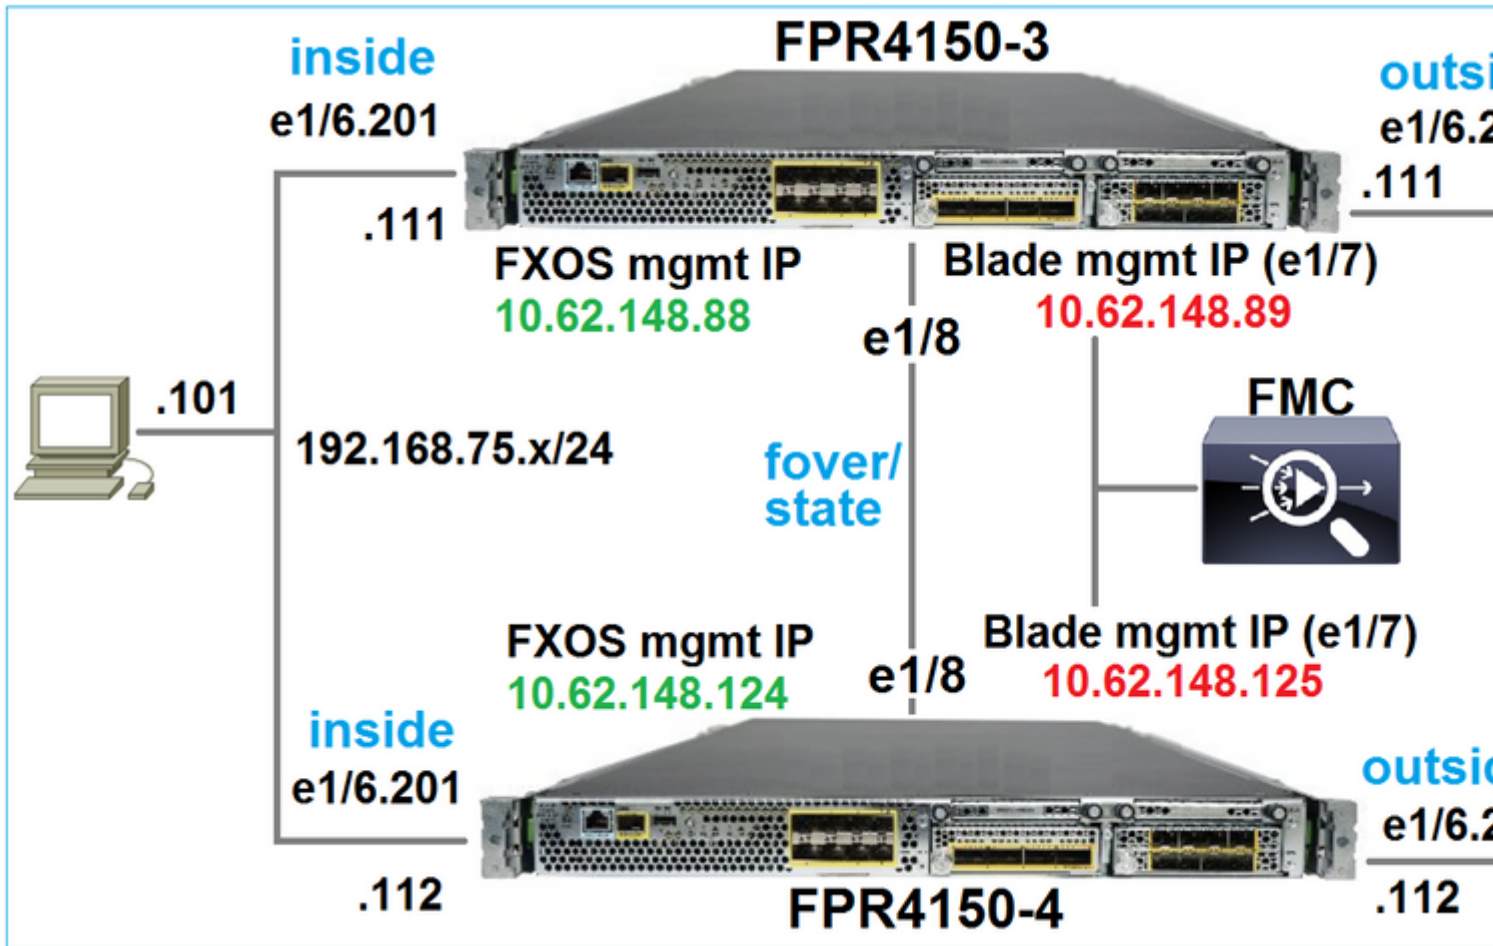 FPR4150-3
inside
e1/6.201
.111
FXOS mgmt IP
10.62.148.88
Blade mgmt IP (e1/7)
10.62.148.89
e1/8
.111
.101
192.168.75.x/24
fover/
state
FMC
FXOS mgmt IP
10.62.148.124
e1/8
Blade mgmt IP (e1/7)
10.62.148.125
inside
e1/6.201
.112
FPR4150-4
.112